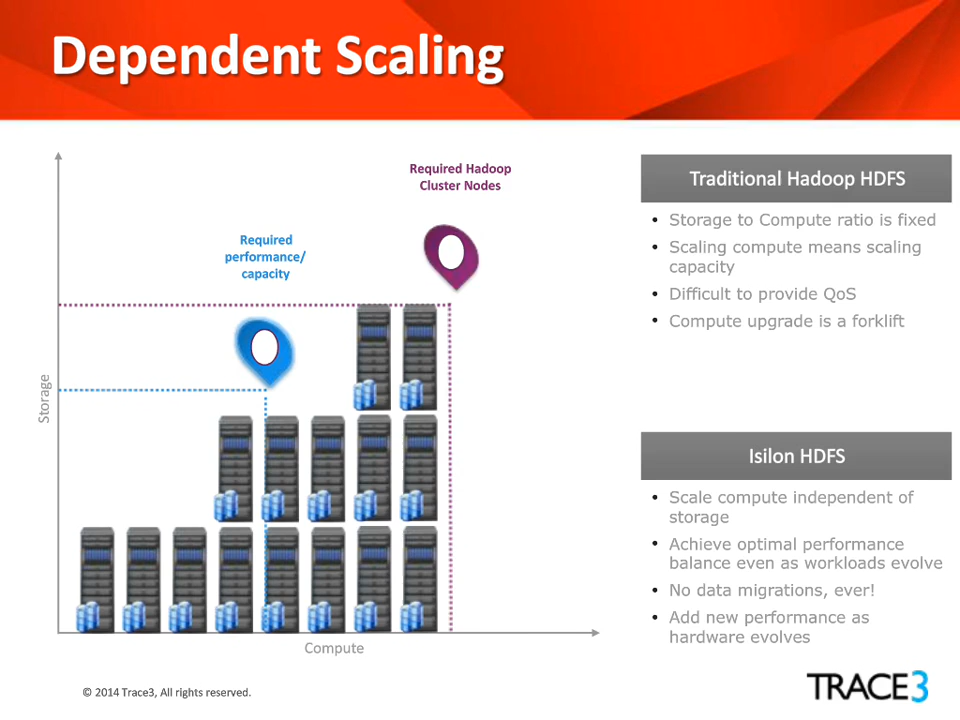 Dependent Scaling
Required Hadoop
Cluster Nodes
Required
performance/
capacity
Storage
Compute
Traditional Hadoop HDFS
• Storage to Compute ratio is fixed
• Scaling compute means scaling
capacity
• Difficult to provide QoS
• Compute upgrade is a forklift
Isilon HDFS
• Scale compute independent of
storage
• Achieve optimal performance
balance even as workloads evolve
• No data migrations, ever!
• Add new performance as
hardware evolves
© 2014 Trace3, All rights reserved.
TRACE3